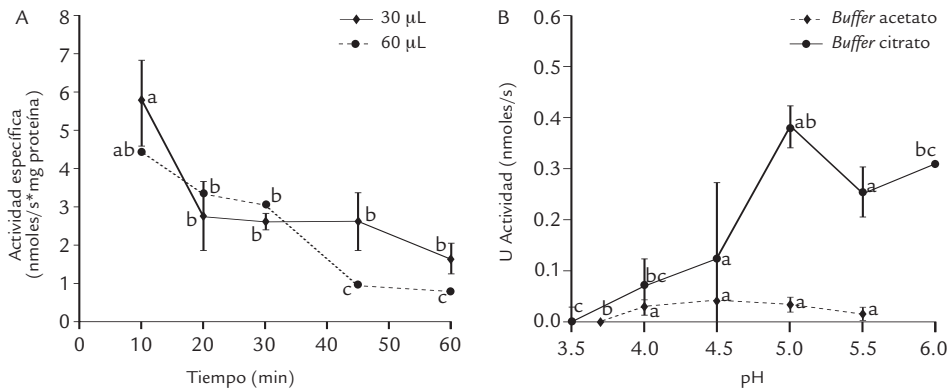 A
Actividad específica
(nmoles/s*mg proteína)
8
7
6
5
4
3
2
1
0
30 µL
60 µL
a
ab
b
b
b
b
b
c
b
c
0 10 20 30 40 50 60
Tiempo (min)
B
U Actividad (nmoles/s)
0.6
0.5
0.4
0.3
0.2
0.1
0.0
Buffer acetato
Buffer citrato
ab
bc
a
bc
a
c
b
a
a
a
a
3.5 4.0 4.5 5.0 5.5 6.0
pH